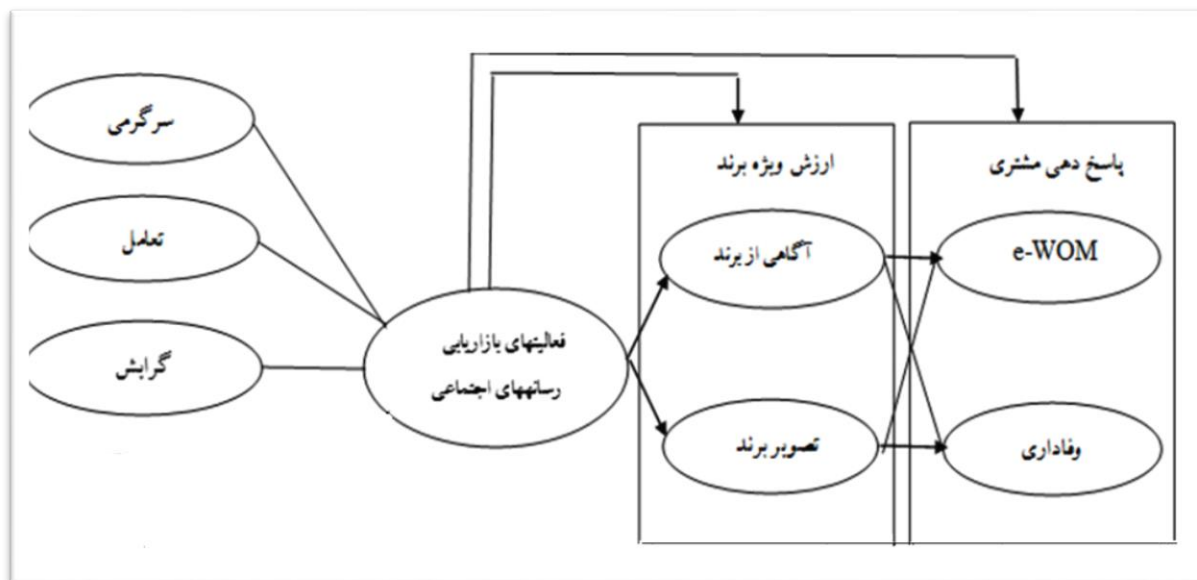 سرگرمی
تعامل
گرایش
فعالیتهای بازاریابی
رسانههای اجتماعی
ارزش ویژه برند
آگاهی از برند
تصویر برند
پاسخ دهی مشتری
e-WOM
وفاداری